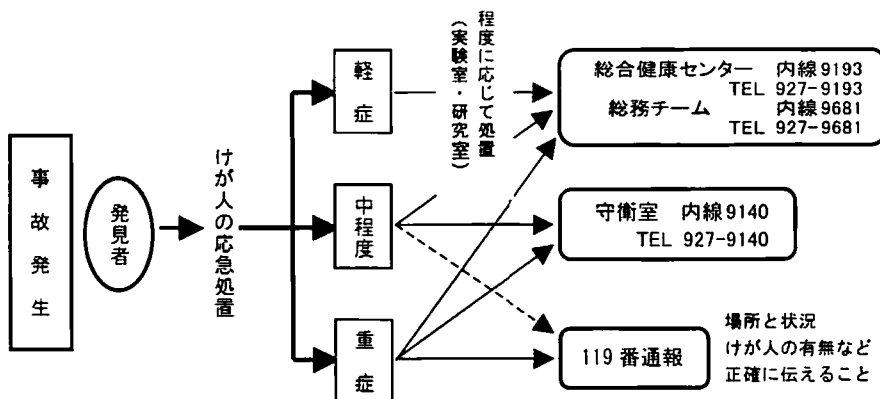 事故発生
発見者
けが人の応急処置
軽症
中程度
重症
程度に応じて処置
（実験室・研究室）
総合健康センター 内線9193
TEL 927-9193
総務チーム 内線9681
TEL 927-9681
守衛室 内線9140
TEL 927-9140
119番通報
場所と状況
けが人の有無など
正確に伝えること